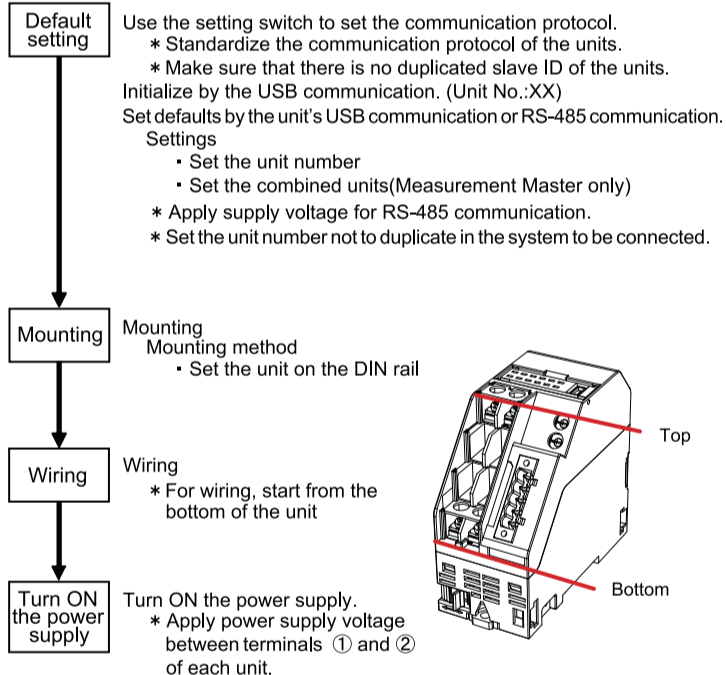 Default
setting
Use the setting switch to set the communication protocol.
* Standardize the communication protocol of the units.
* Make sure that there is no duplicated slave ID of the units.
Initialize by the USB communication. (Unit No.:XX)
Set defaults by the unit's USB communication or RS-485 communication.
Settings
▪ Set the unit number
▪ Set the combined units(Measurement Master only)
* Apply supply voltage for RS-485 communication.
* Set the unit number not to duplicate in the system to be connected.
Mounting
Mounting
Mounting method
▪ Set the unit on the DIN rail
Top
Wiring
Wiring
* For wiring, start from the
bottom of the unit
Bottom
Turn ON
the power
supply
Turn ON the power supply.
* Apply power supply voltage
between terminals ① and ②
of each unit.